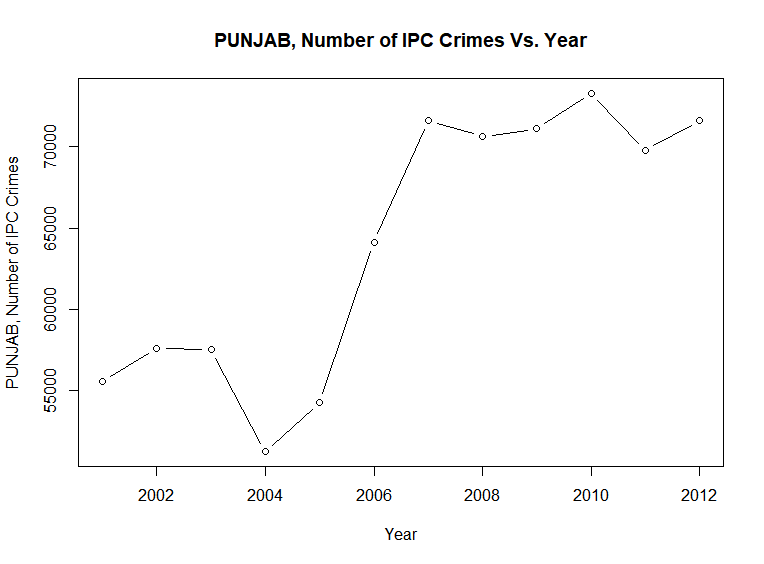 PUNJAB, Number of IPC Crimes Vs. Year
PUNJAB, Number of IPC Crimes
70000
65000
60000
55000
2002 2004 2006 2008 2010 2012
Year